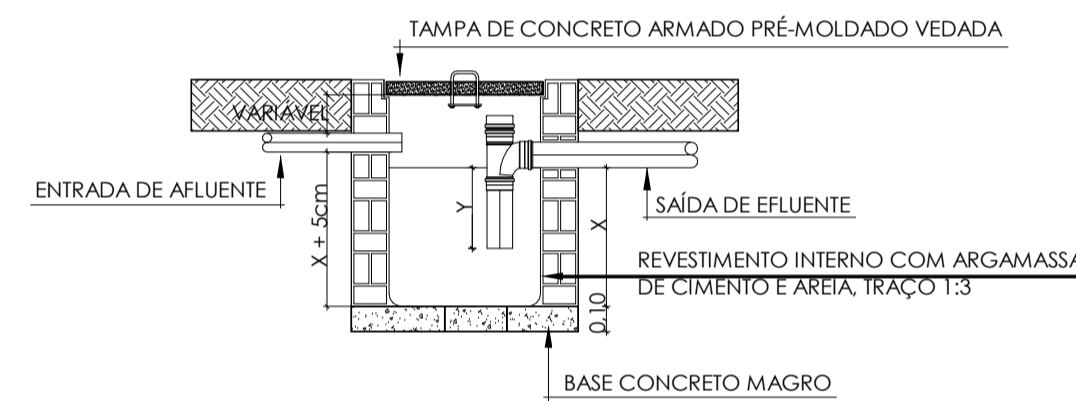 TAMPA DE CONCRETO ARMADO PRÉ-MOLDADO VEDADA
VARIÁVEL
ENTRADA DE AFLUENTE
X + 5cm
Y
X
SAÍDA DE EFLUENTE
REVESTIMENTO INTERNO COM ARGAMASSA
DE CIMENTO E AREIA, TRAÇO 1:3
0,10
BASE CONCRETO MAGRO